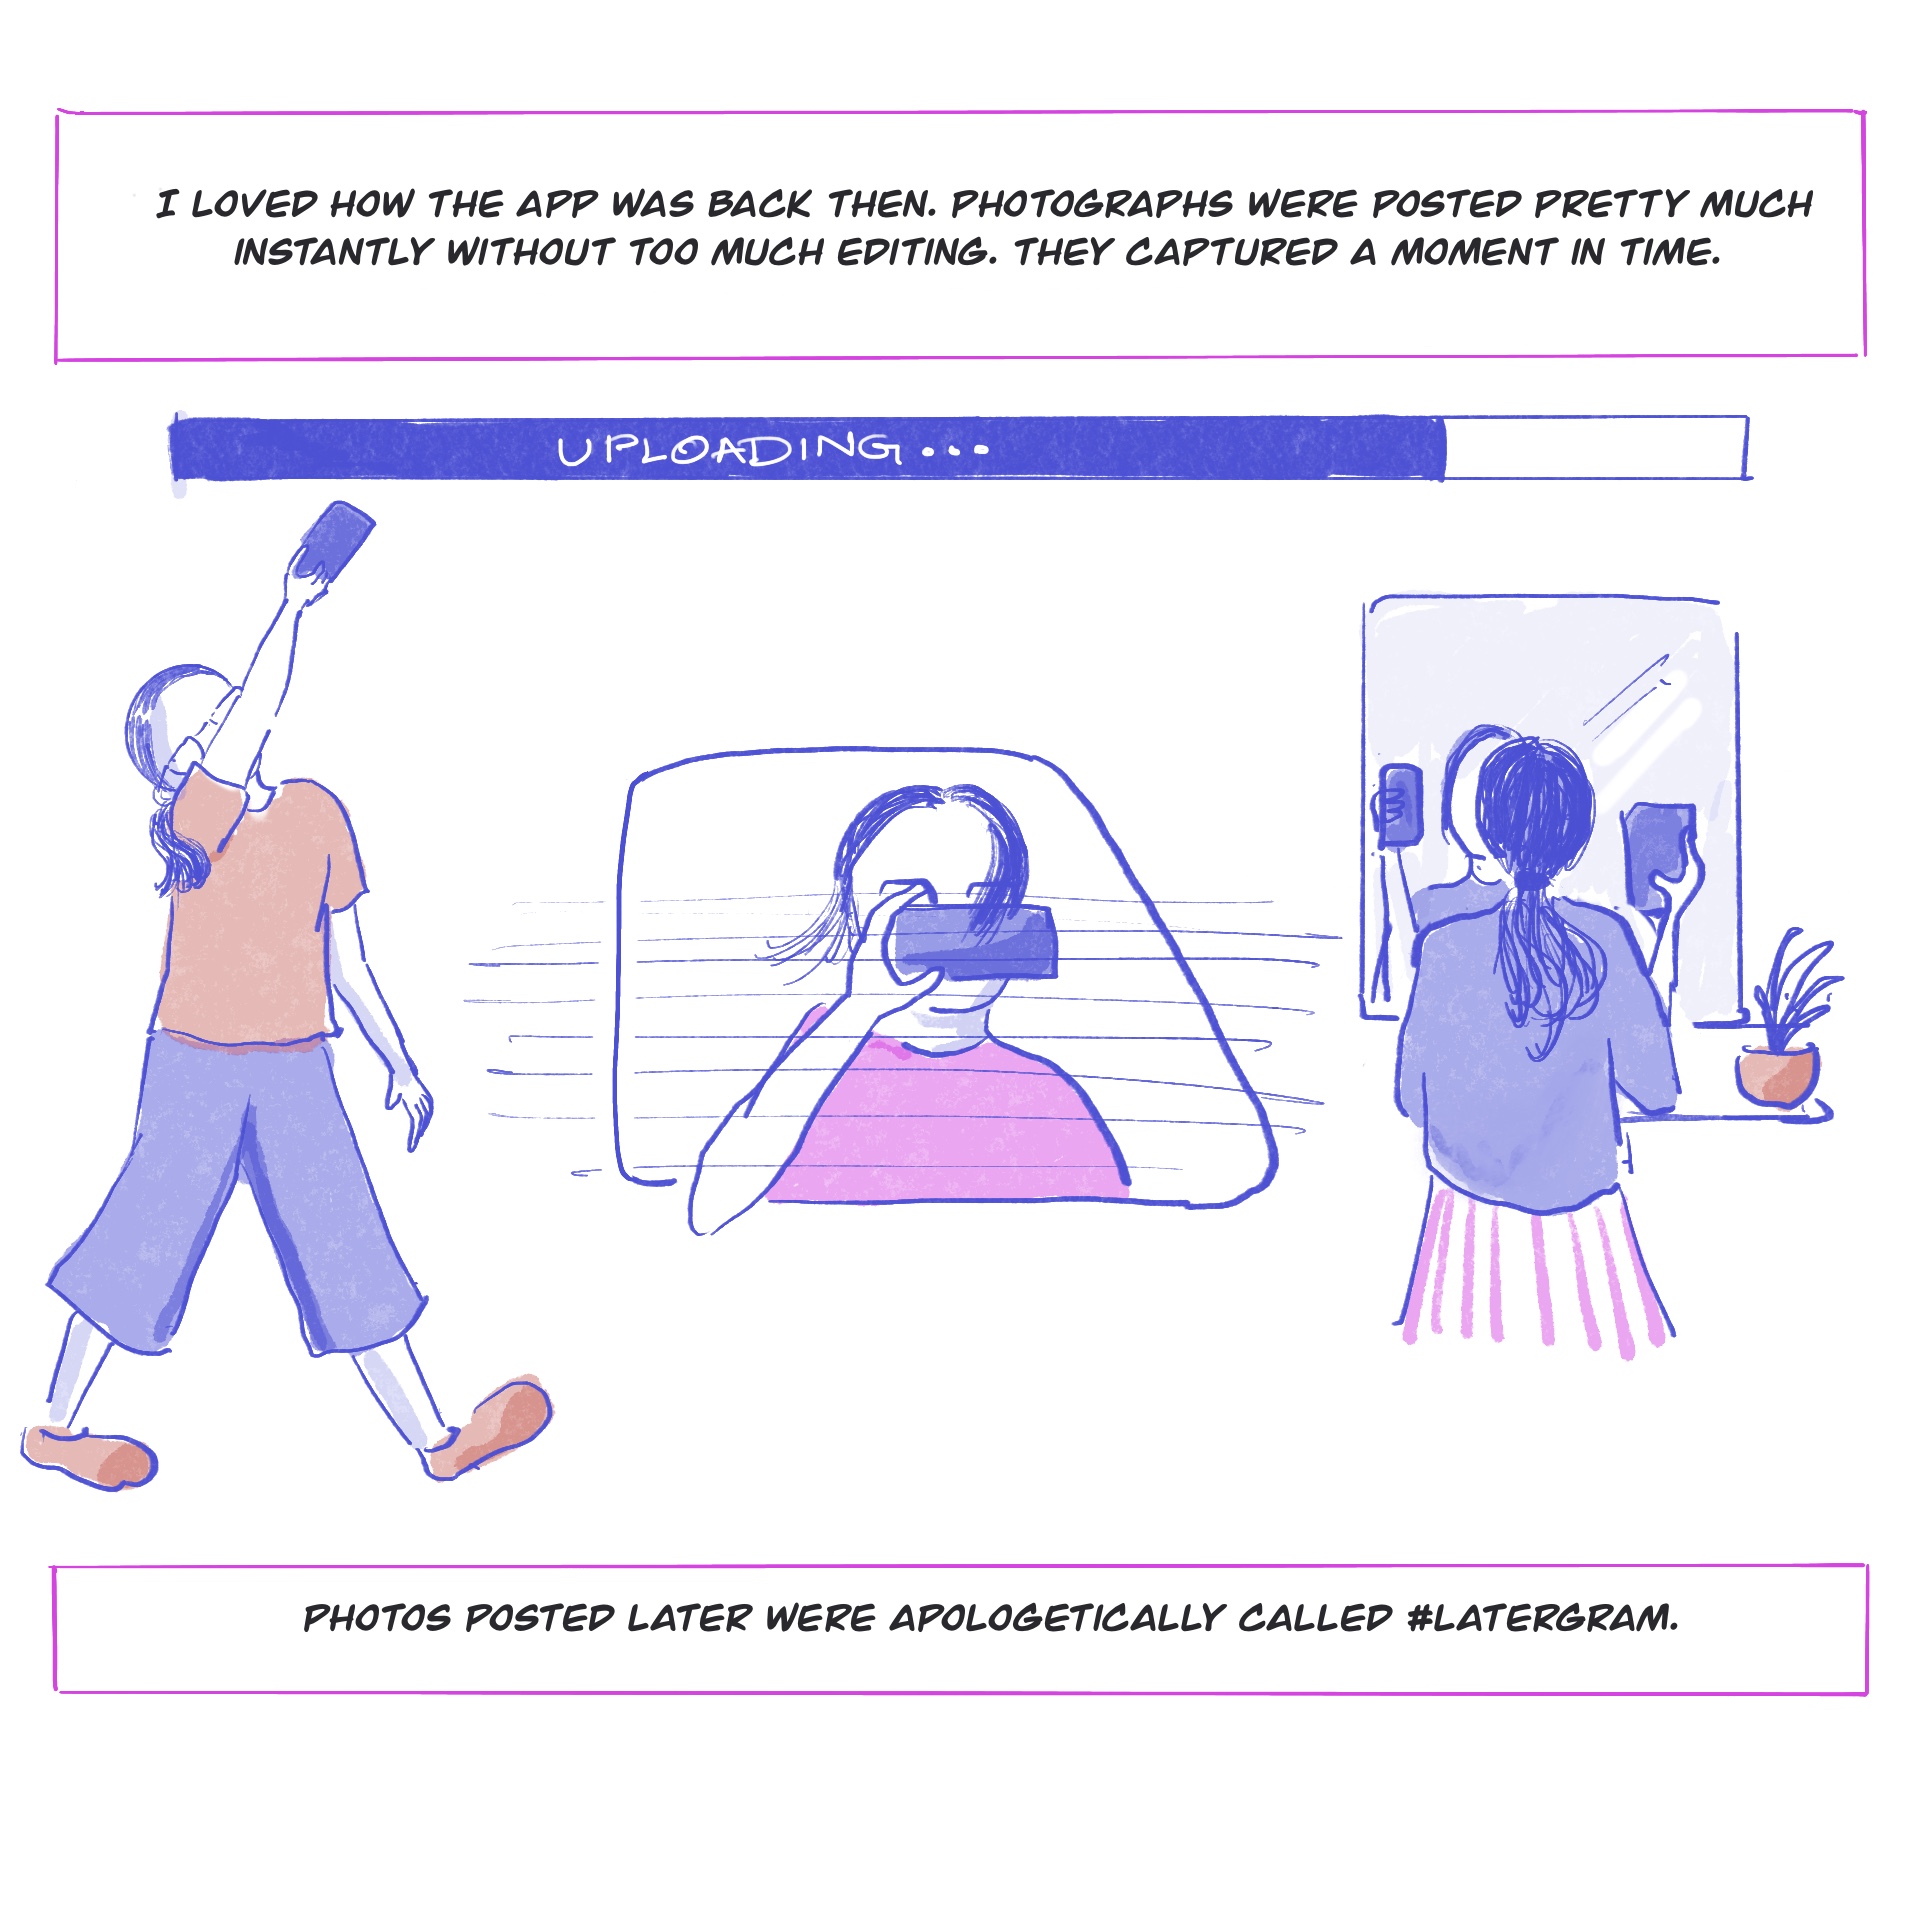 I LOVED HOW THE APP WAS BACK THEN. PHOTOGRAPHS WERE POSTED PRETTY MUCH
INSTANTLY WITHOUT TOO MUCH EDITING. THEY CAPTURED A MOMENT IN TIME.
UPLOADING...
PHOTOS POSTED LATER WERE APOLOGETICALLY CALLED #LATERGRAM.